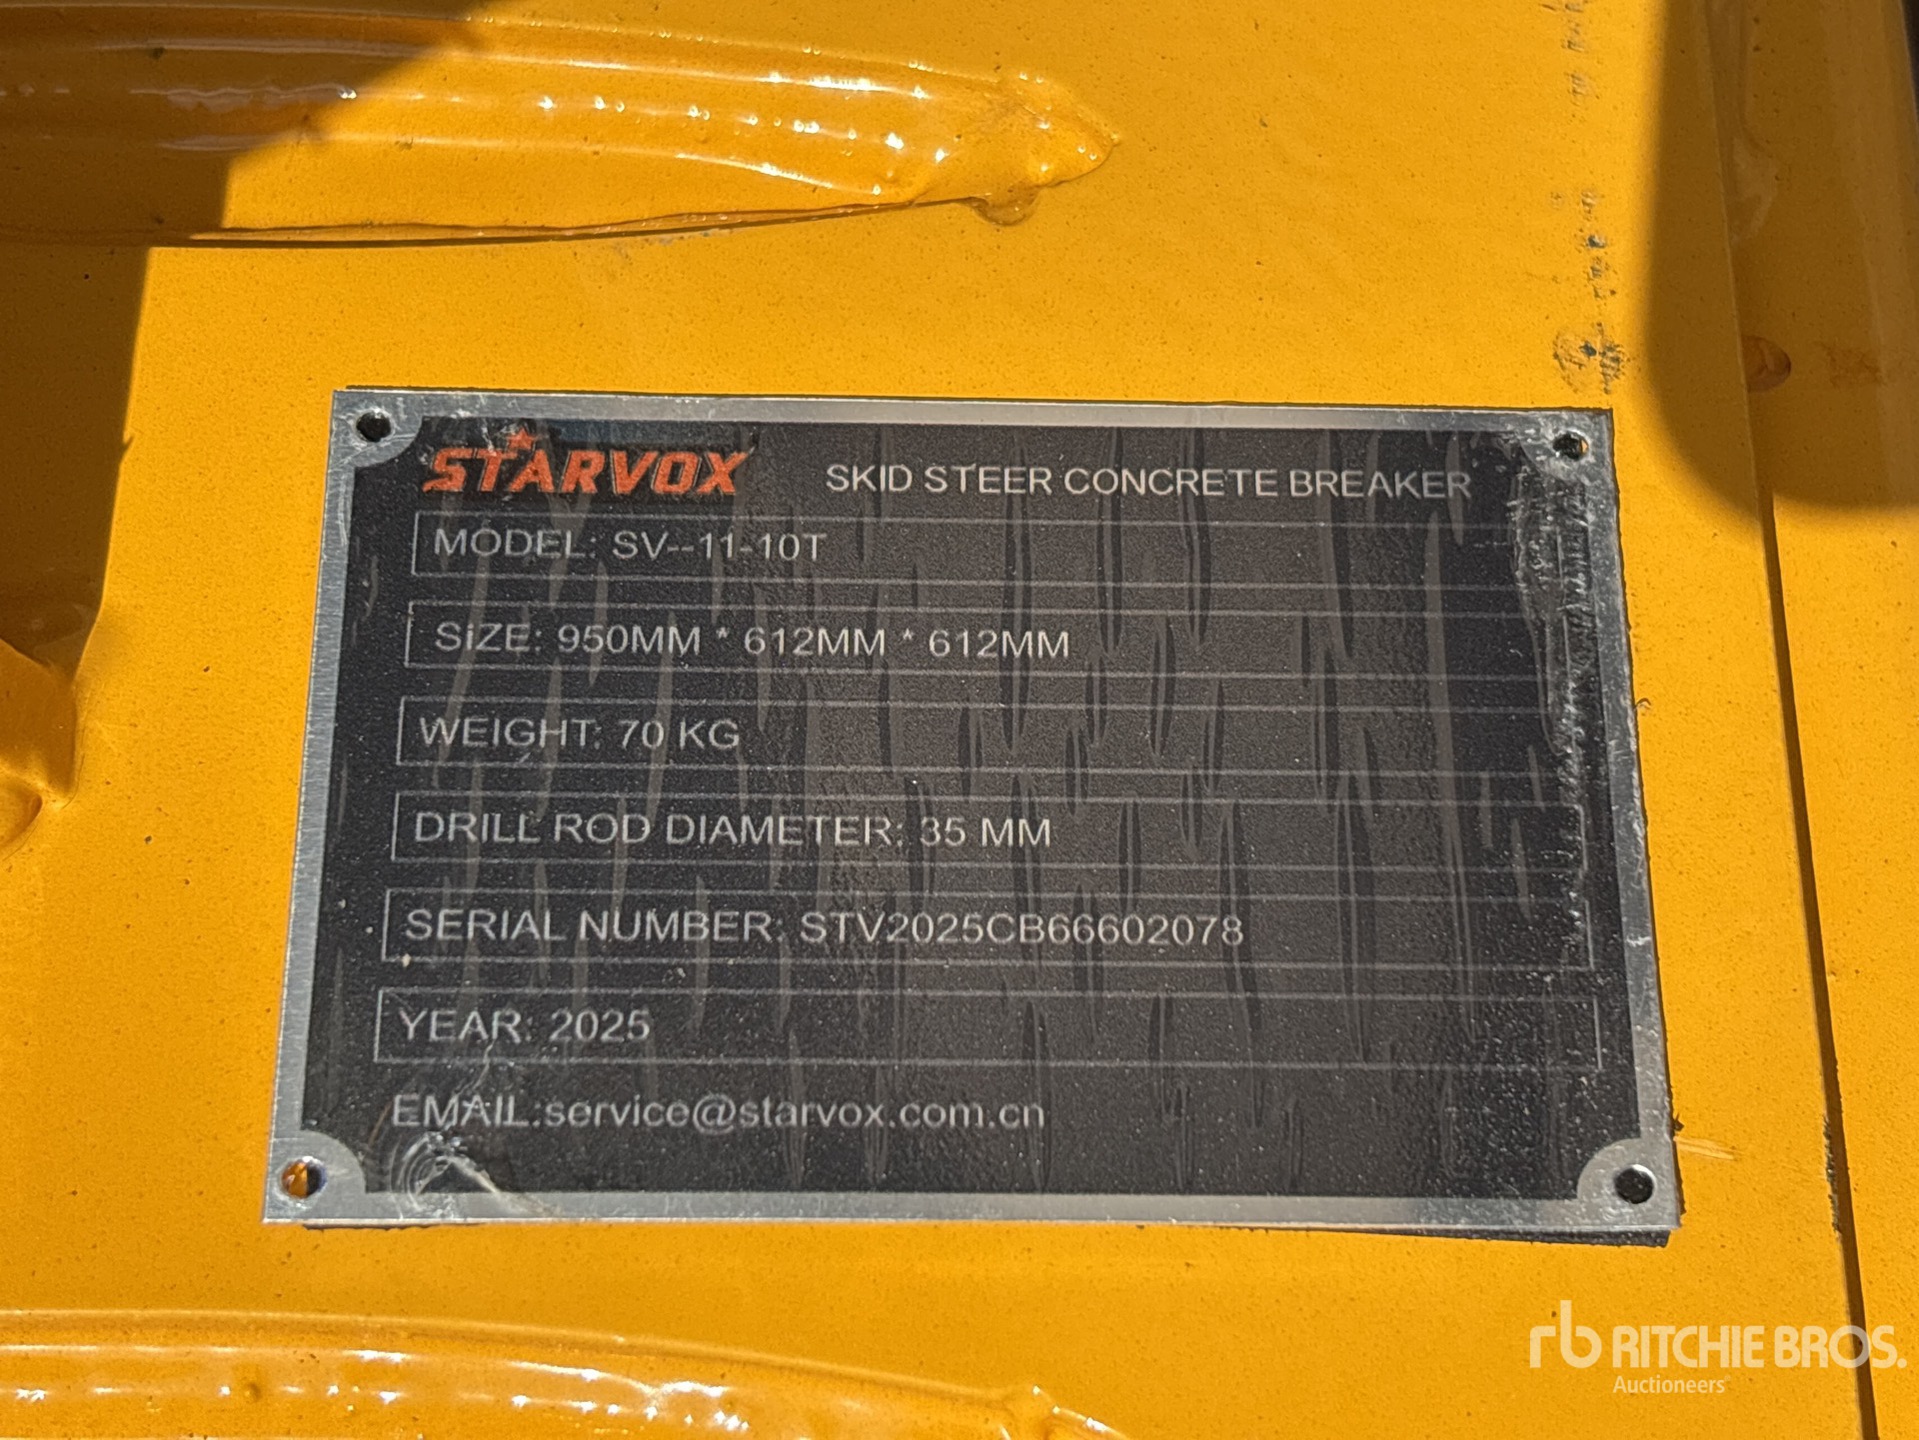 STARVOX SKID STEER CONCRETE BREAKER
MODEL: SV--11-10T
SiZE: 950MM * 612MM * 612MM
WEIGHT: 70 KG
DRILL ROD DIAMETER: 35 MM
SERIAL NUMBER: STV2025CB66602078
YEAR: 2025
EMAIL:service@starvox.com.cn
rb RITCHIE BROS.
Auctioneers